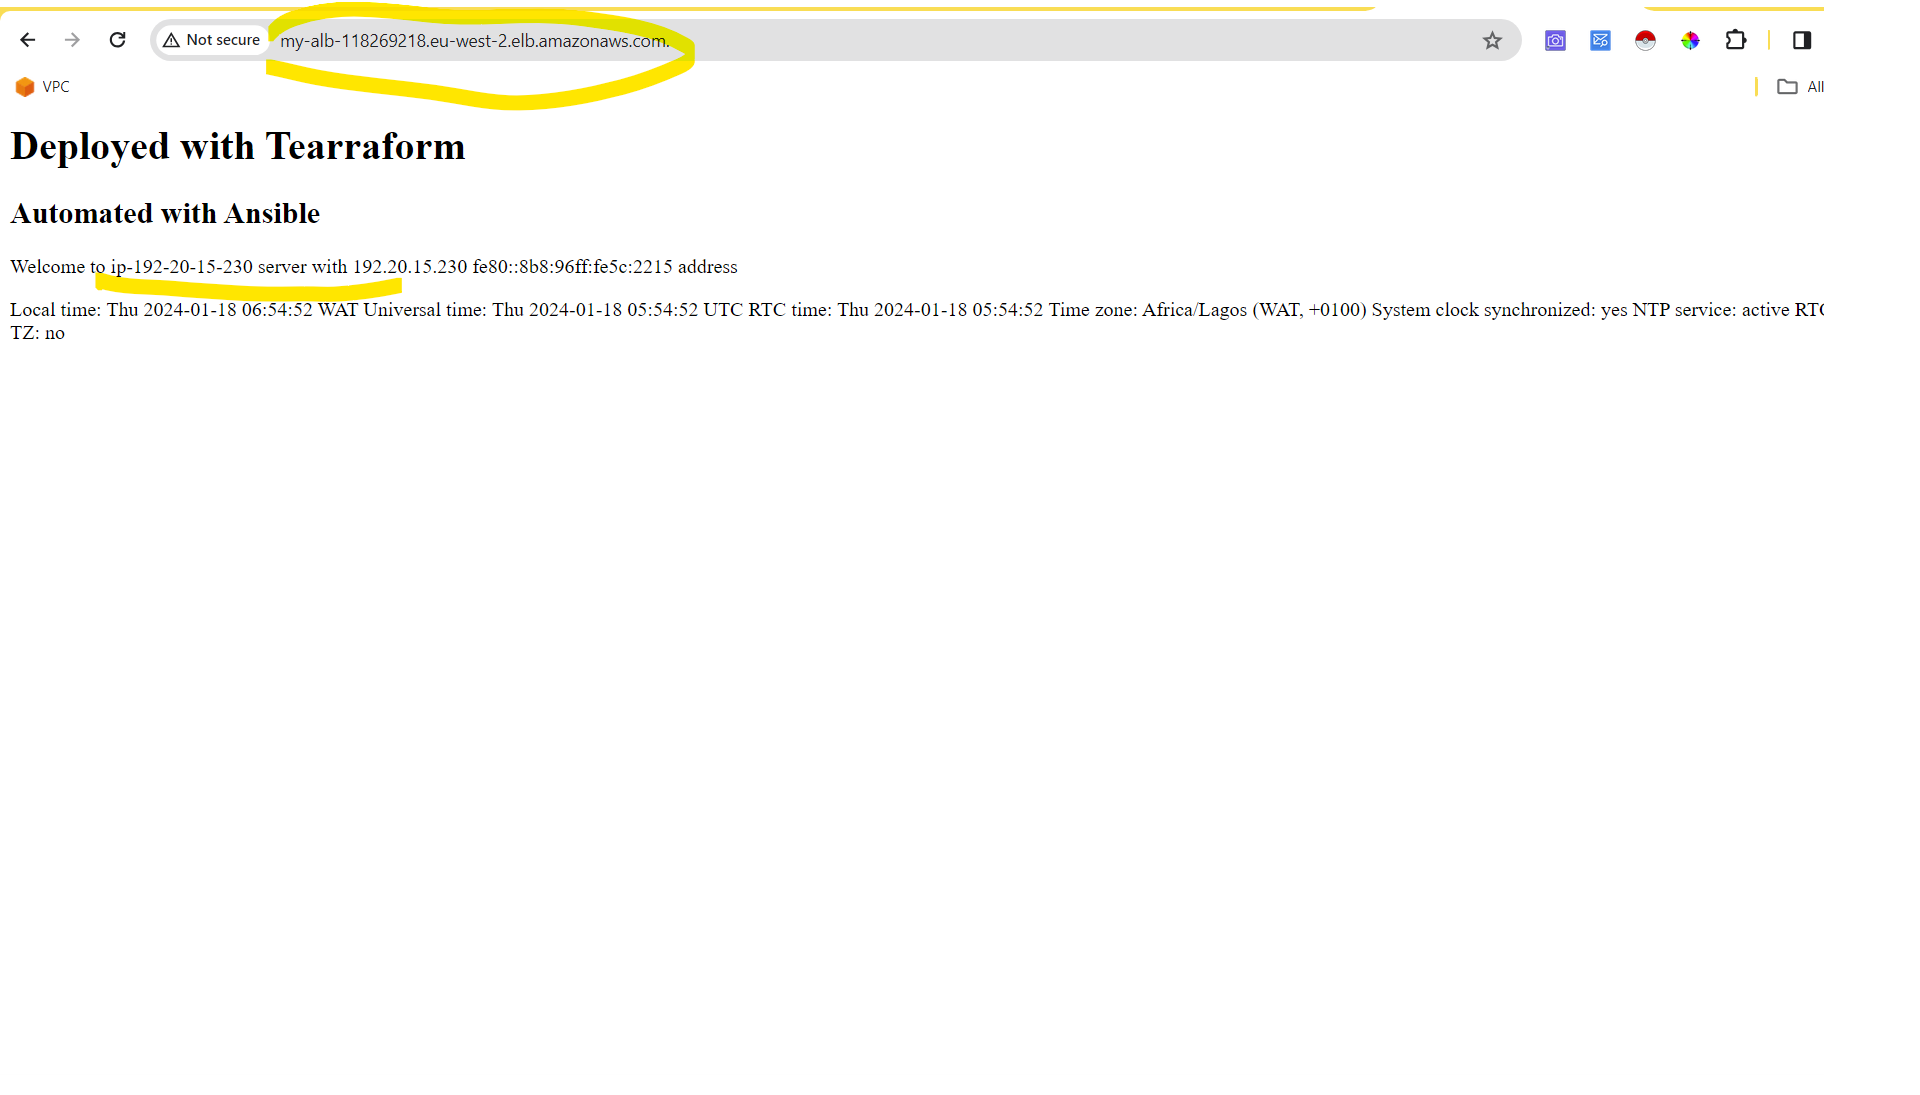 Not secure my-alb-118269218.eu-west-2.elb.amazonaws.com.
VPC All
Deployed with Tearraform
Automated with Ansible
Welcome to ip-192-20-15-230 server with 192.20.15.230 fe80::8b8:96ff:fe5c:2215 address
Local time: Thu 2024-01-18 06:54:52 WAT Universal time: Thu 2024-01-18 05:54:52 UTC RTC time: Thu 2024-01-18 05:54:52 Time zone: Africa/Lagos (WAT, +0100) System clock synchronized: yes NTP service: active RTC
TZ: no